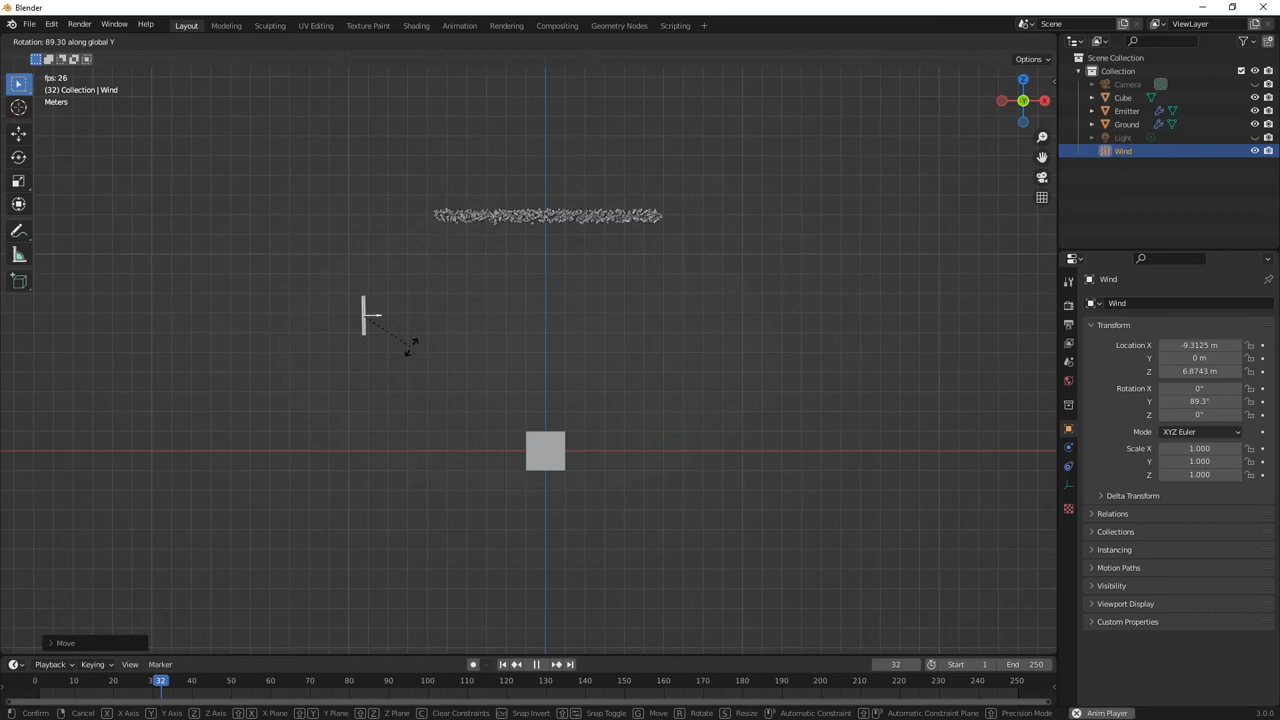 Blender
File Edit Render Window Help Layout Modeling Sculpting UV Editing Texture Paint Shading Animation Rendering Compositing Geometry Nodes Scripting + Scene ViewLayer
Rotation: 89.30 along global Y
Options
fps: 26
(32) Collection | Wind
Meters
Z
Y
X
Scene Collection
Collection
Camera
Cube
Emitter
Ground
Light
Wind
Wind
Wind
Transform
Location X -9.3125 m
Y 0 m
Z 6.8743 m
Rotation X 0°
Y 89.3°
Z 0°
Mode XYZ Euler
Scale X 1.000
Y 1.000
Z 1.000
Delta Transform
Relations
Collections
Instancing
Motion Paths
Visibility
Viewport Display
Custom Properties
Move
Playback Keying View Marker 32 Start 1 End 250
0 10 20 3 32 40 50 60 70 80 90 100 110 120 130 140 150 160 170 180 190 200 210 220 230 240 250
Confirm Cancel X X Axis Y Y Axis Z Z Axis X X Plane Y Y Plane Z Z Plane C Clear Constraints Snap Invert Snap Toggle G Move R Rotate S Resize Automatic Constraint Automatic Constraint Plane Precision Mode Anim Player 3.0.0